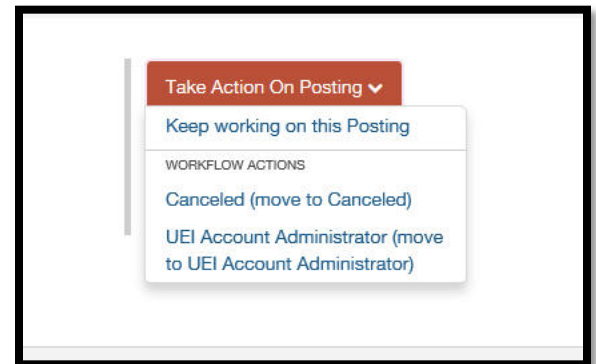 Take Action On Posting
Keep working on this Posting
WORKFLOW ACTIONS
Canceled (move to Canceled)
UEI Account Administrator (move
to UEI Account Administrator)